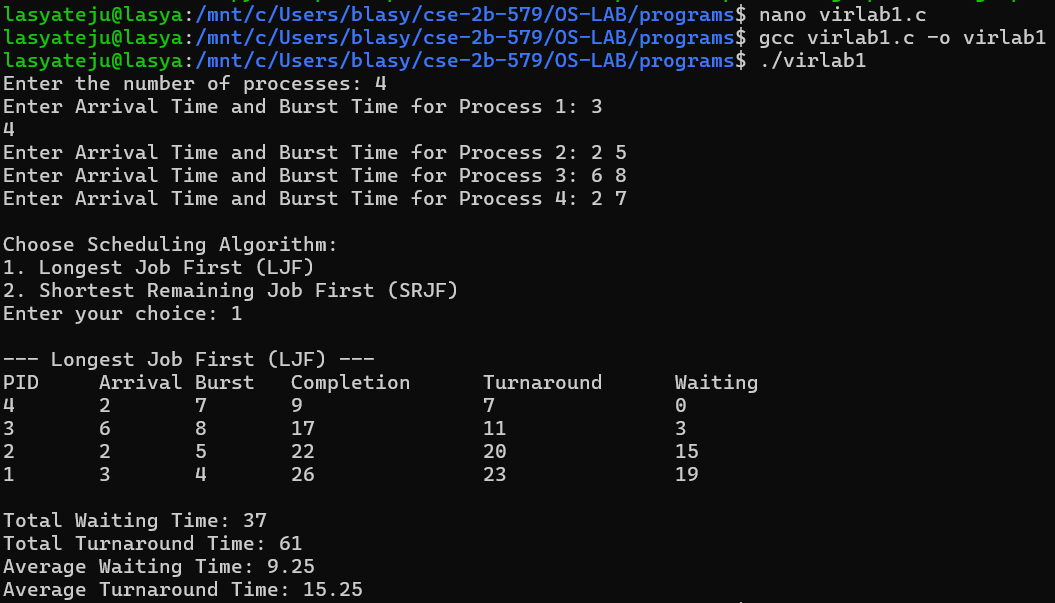 lasyateju@lasya:/mnt/c/Users/blasy/cse-2b-579/OS-LAB/programs$ nano virlab1.c
lasyateju@lasya:/mnt/c/Users/blasy/cse-2b-579/OS-LAB/programs$ gcc virlab1.c -o virlab1
lasyateju@lasya:/mnt/c/Users/blasy/cse-2b-579/OS-LAB/programs$ ./virlab1
Enter the number of processes: 4
Enter Arrival Time and Burst Time for Process 1: 3
4
Enter Arrival Time and Burst Time for Process 2: 2 5
Enter Arrival Time and Burst Time for Process 3: 6 8
Enter Arrival Time and Burst Time for Process 4: 2 7

Choose Scheduling Algorithm:
1. Longest Job First (LJF)
2. Shortest Remaining Job First (SRJF)
Enter your choice: 1

--- Longest Job First (LJF) ---
PID     Arrival Burst   Completion      Turnaround      Waiting
4       2       7       9               7               0
3       6       8       17              11              3
2       2       5       22              20              15
1       3       4       26              23              19

Total Waiting Time: 37
Total Turnaround Time: 61
Average Waiting Time: 9.25
Average Turnaround Time: 15.25